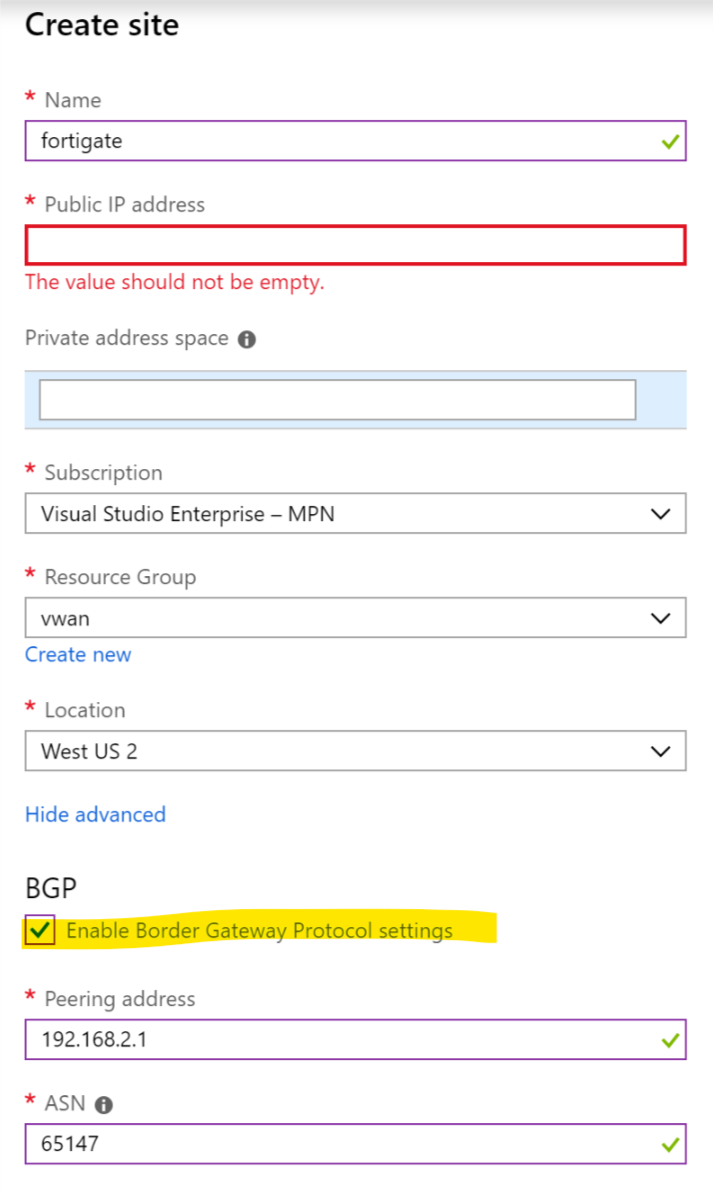 Create site
* Name
fortigate
* Public IP address
The value should not be empty.
Private address space
* Subscription
Visual Studio Enterprise – MPN
* Resource Group
vwan
Create new
* Location
West US 2
Hide advanced
BGP
Enable Border Gateway Protocol settings
* Peering address
192.168.2.1
* ASN
65147